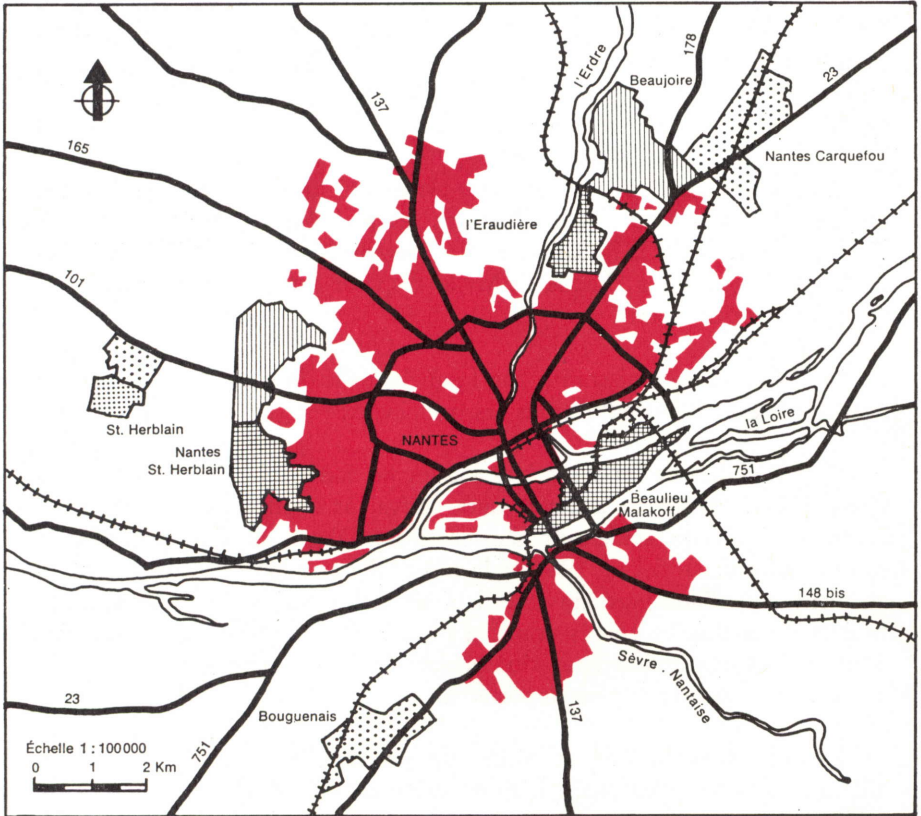 l'Erdre
178
Beaujoire
23
137
165
Nantes Carquefou
l'Eraudière
101
St. Herblain
Nantes
St. Herblain
NANTES
la Loire
751
Beaulieu
Malakoff
148 bis
Sèvre - Nantaise
23
Bouguenais
751
137
Échelle 1 : 100 000
0 1 2 Km